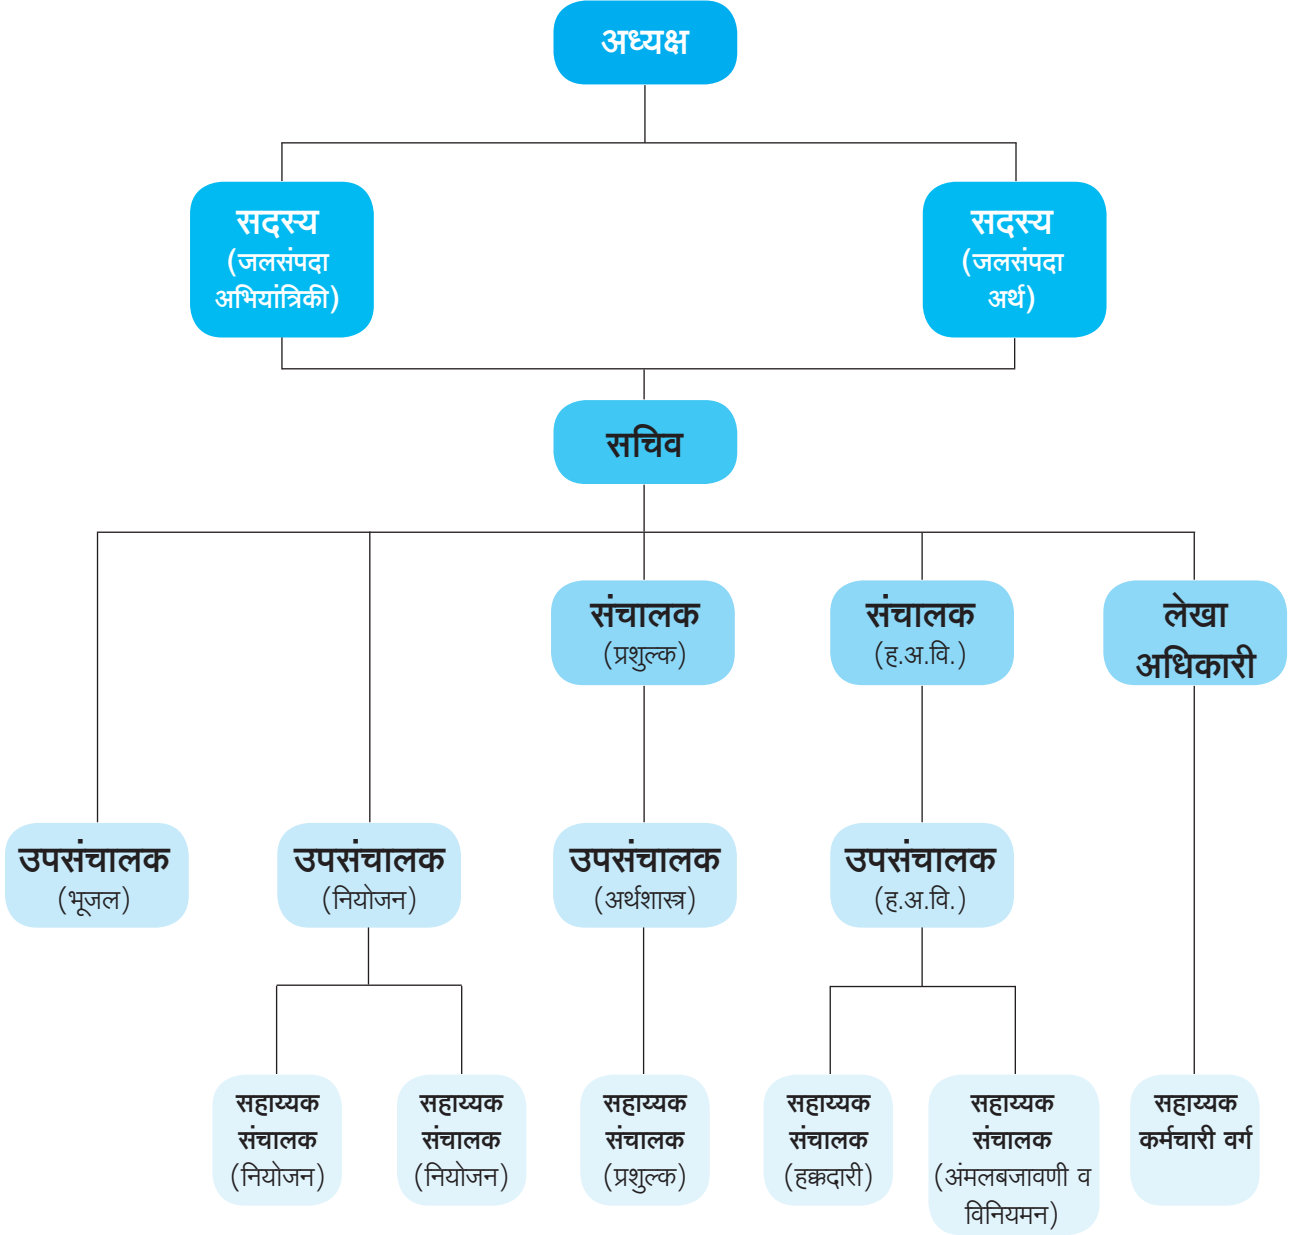 अध्यक्ष
सदस्य
(जलसंपदा
अभियांत्रिकी)
सदस्य
(जलसंपदा
अर्थ)
सचिव
संचालक
(प्रशुल्क)
संचालक
(ह.अ.वि.)
लेखा
अधिकारी
उपसंचालक
(भूजल)
उपसंचालक
(नियोजन)
उपसंचालक
(अर्थशास्त्र)
उपसंचालक
(ह.अ.वि.)
सहाय्यक
संचालक
(नियोजन)
सहाय्यक
संचालक
(नियोजन)
सहाय्यक
संचालक
(प्रशुल्क)
सहाय्यक
संचालक
(हक्कदारी)
सहाय्यक
संचालक
(अंमलबजावणी व
विनियमन)
सहाय्यक
कर्मचारी वर्ग